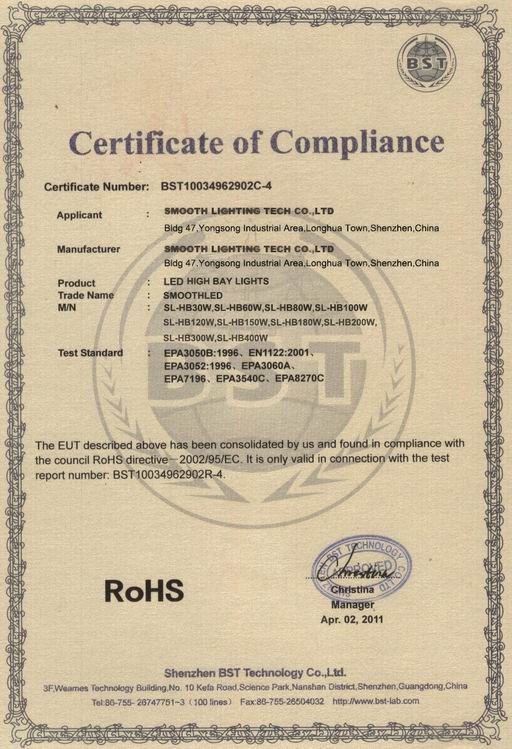 BST
Certificate of Compliance
Certificate Number: BST10034962902C-4
Applicant : SMOOTH LIGHTING TECH CO.,LTD
Bldg 47,Yongsong Industrial Area,Longhua Town,Shenzhen,China
Manufacturer : SMOOTH LIGHTING TECH CO.,LTD
Bldg 47,Yongsong Industrial Area,Longhua Town,Shenzhen,China
Product : LED HIGH BAY LIGHTS
Trade Name : SMOOTHLED
M/N : SL-HB30W,SL-HB60W,SL-HB80W,SL-HB100W
SL-HB120W,SL-HB150W,SL-HB180W,SL-HB200W,
SL-HB300W,SL-HB400W
Test Standard : EPA3050B:1996、EN1122:2001、
EPA3052:1996、EPA3060A、
EPA7196、EPA3540C、EPA8270C
BST
The EUT described above has been consolidated by us and found in compliance with
the council RoHS directive－2002/95/EC. It is only valid in connection with the test
report number: BST10034962902R-4.
RoHS
BST TECHNOLOGY CO.,LTD
APPROVED
Christina
Christina
Manager
Apr. 02, 2011
Shenzhen BST Technology Co.,Ltd.
3F,Weames Technology Building,No. 10 Kefa Road,Science Park,Nanshan District,Shenzhen,Guangdong,China
Tel:86-755- 26747751~3（100 lines） Fax:86-755-26504032 http://www.bst-lab.com